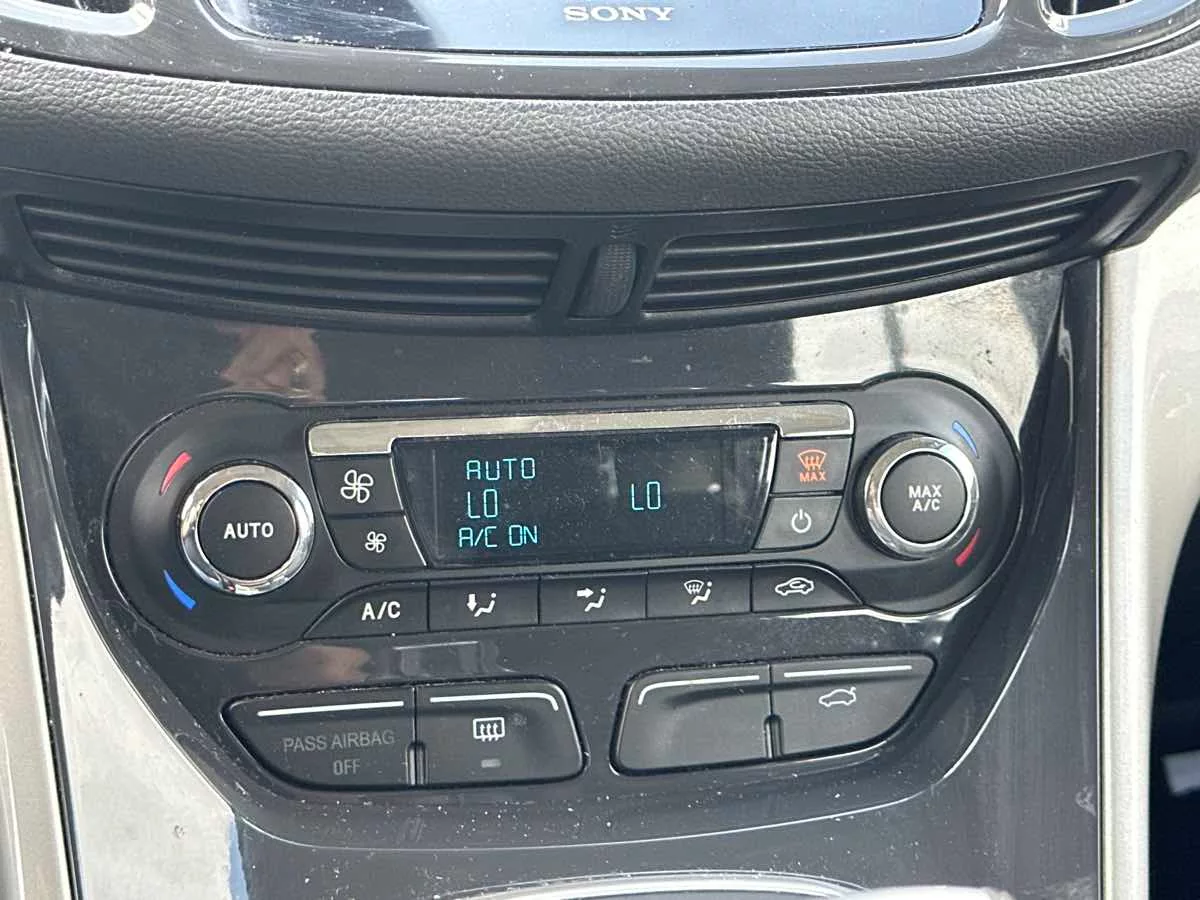 SONY
AUTO
AUTO
LO
LO
A/C ON
MAX
MAX
A/C
A/C
PASS AIRBAG
OFF